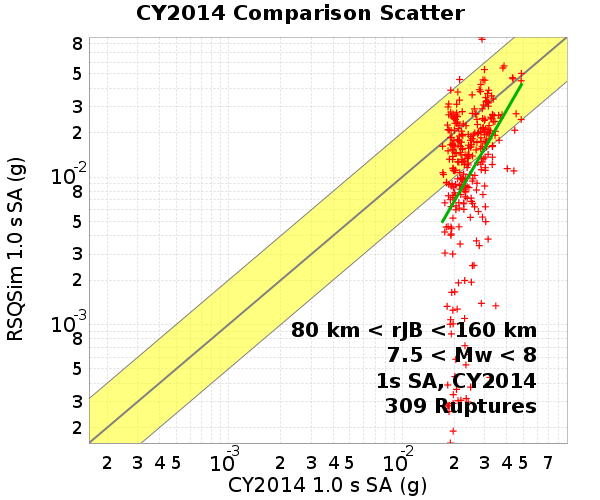 CY2014 Comparison Scatter
RSQSim 1.0 s SA (g)
8
5
3
2
10-2
8
5
3
2
10-3
8
5
3
2
80 km < rJB < 160 km
7.5 < Mw < 8
1s SA, CY2014
309 Ruptures
2 3 4 5 10-3 2 3 4 5 10-2 2 3 4 5 7
CY2014 1.0 s SA (g)